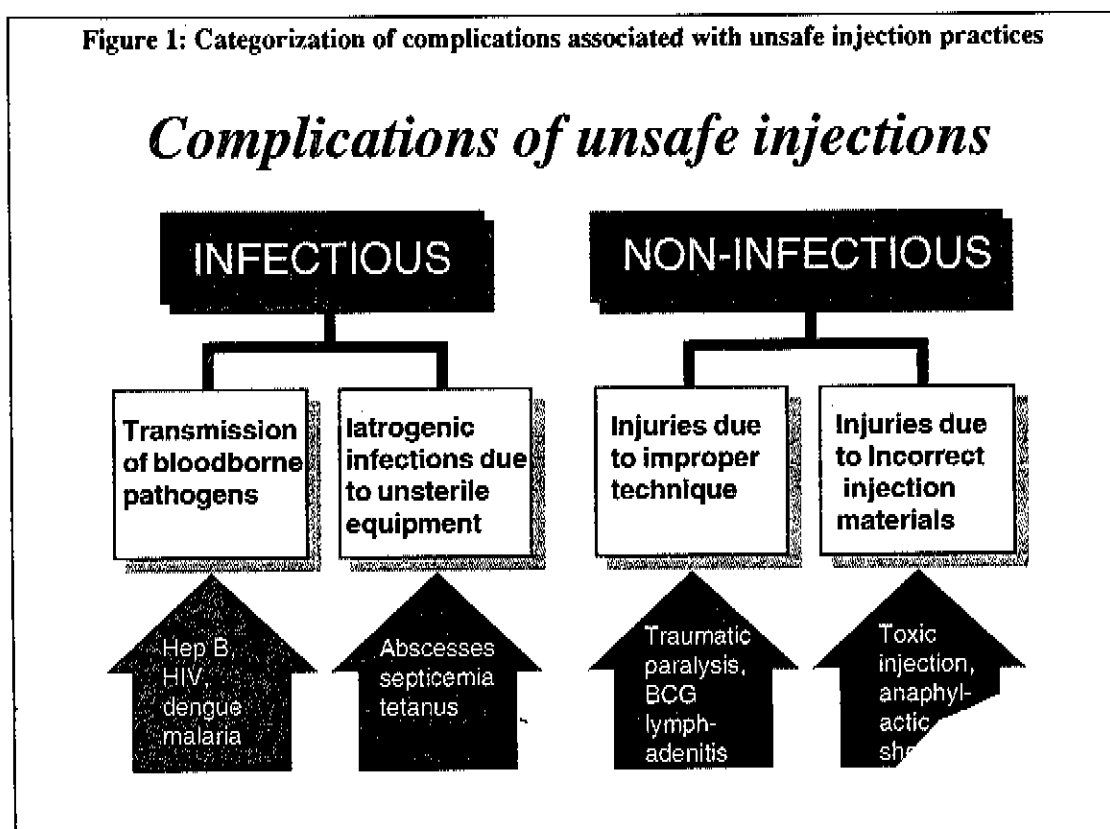 Figure 1: Categorization of complications associated with unsafe injection practices
Complications of unsafe injections
INFECTIOUS
NON-INFECTIOUS
Transmission
of bloodborne
pathogens
Iatrogenic
infections due
to unsterile
equipment
Injuries due
to improper
technique
Injuries due
to Incorrect
injection
materials
Hep B,
HIV,
dengue
malaria
Abscesses
septicemia
tetanus
Traumatic
paralysis,
BCG
lymph-
adenitis
Toxic
injection,
anaphyl-
actic